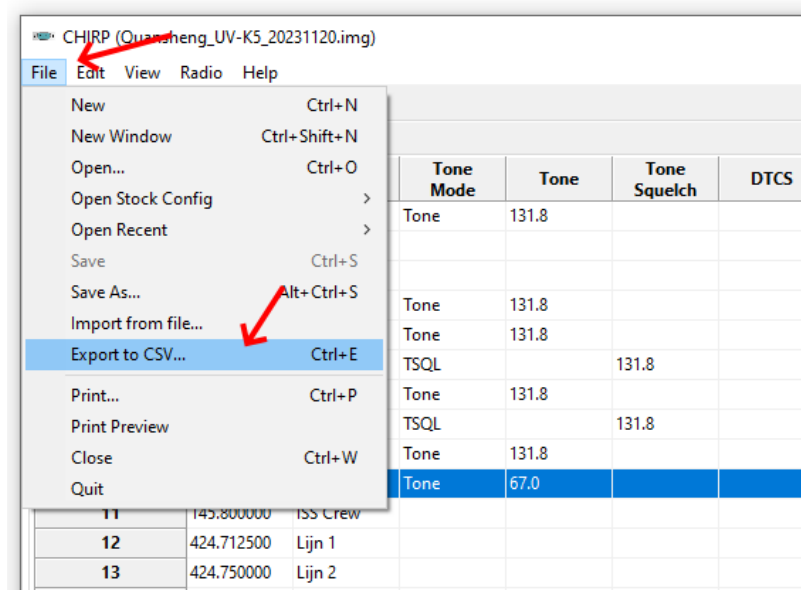 CHIRP (Quansheng_UV-K5_20231120.img)
File Edit View Radio Help
New Ctrl+N
New Window Ctrl+Shift+N
Open... Ctrl+O
Open Stock Config
Open Recent
Save Ctrl+S
Save As... Alt+Ctrl+S
Import from file...
Export to CSV... Ctrl+E
Print... Ctrl+P
Print Preview
Close Ctrl+W
Quit
Tone Mode Tone Tone Squelch DTCS
Tone 131.8
Tone 131.8
Tone 131.8
TSQL 131.8
Tone 131.8
TSQL 131.8
Tone 131.8
Tone 67.0
11 145.800000 ISS Crew
12 424.712500 Lijn 1
13 424.750000 Lijn 2